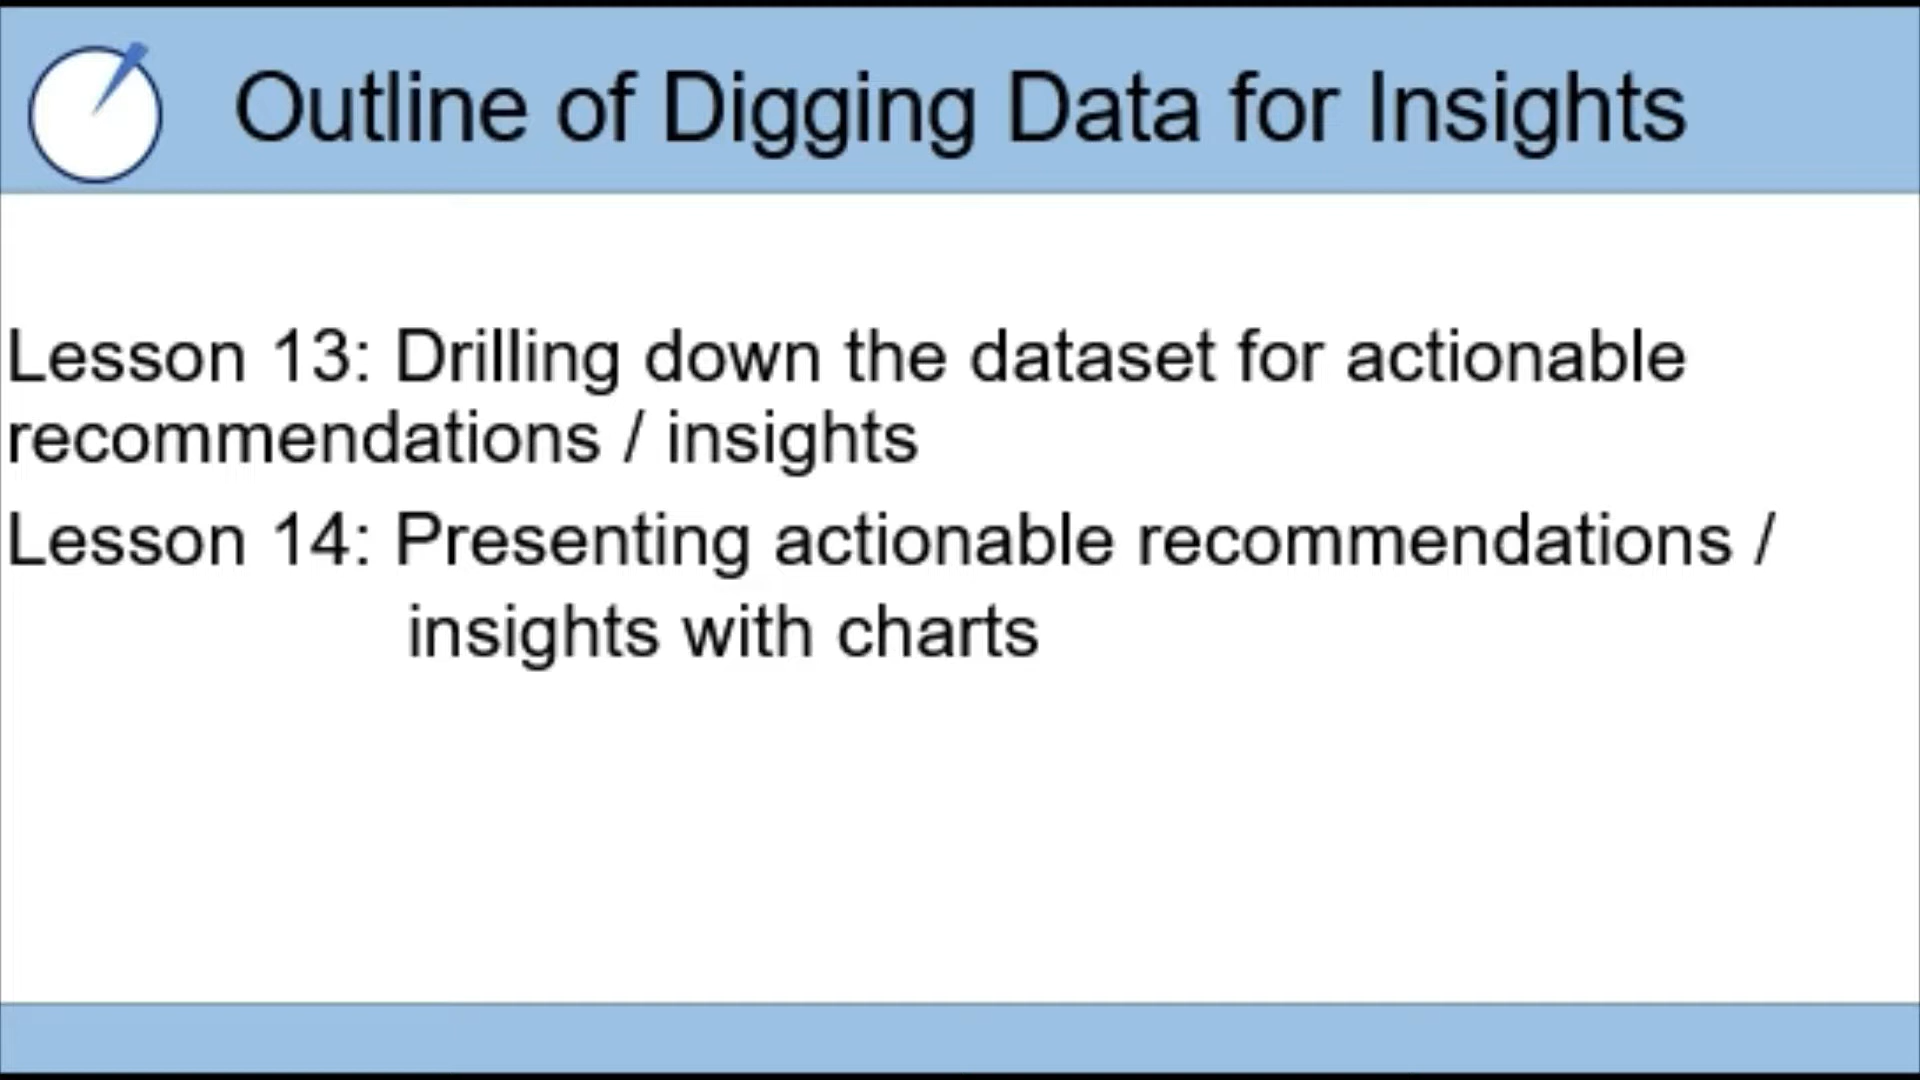 Outline of Digging Data for Insights
Lesson 13: Drilling down the dataset for actionable
recommendations / insights
Lesson 14: Presenting actionable recommendations /
insights with charts